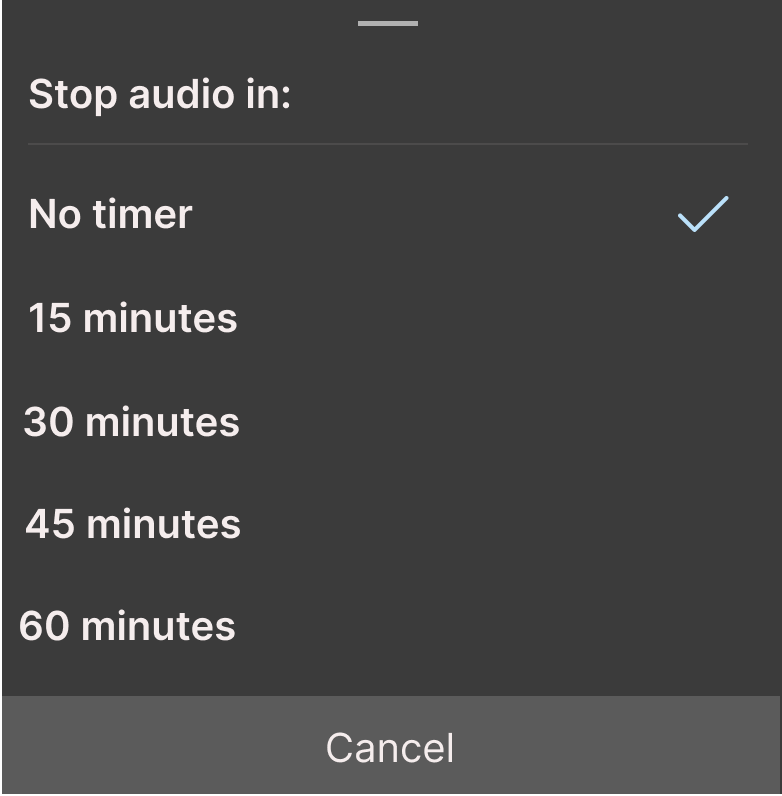 Stop audio in:
No timer
15 minutes
30 minutes
45 minutes
60 minutes
Cancel